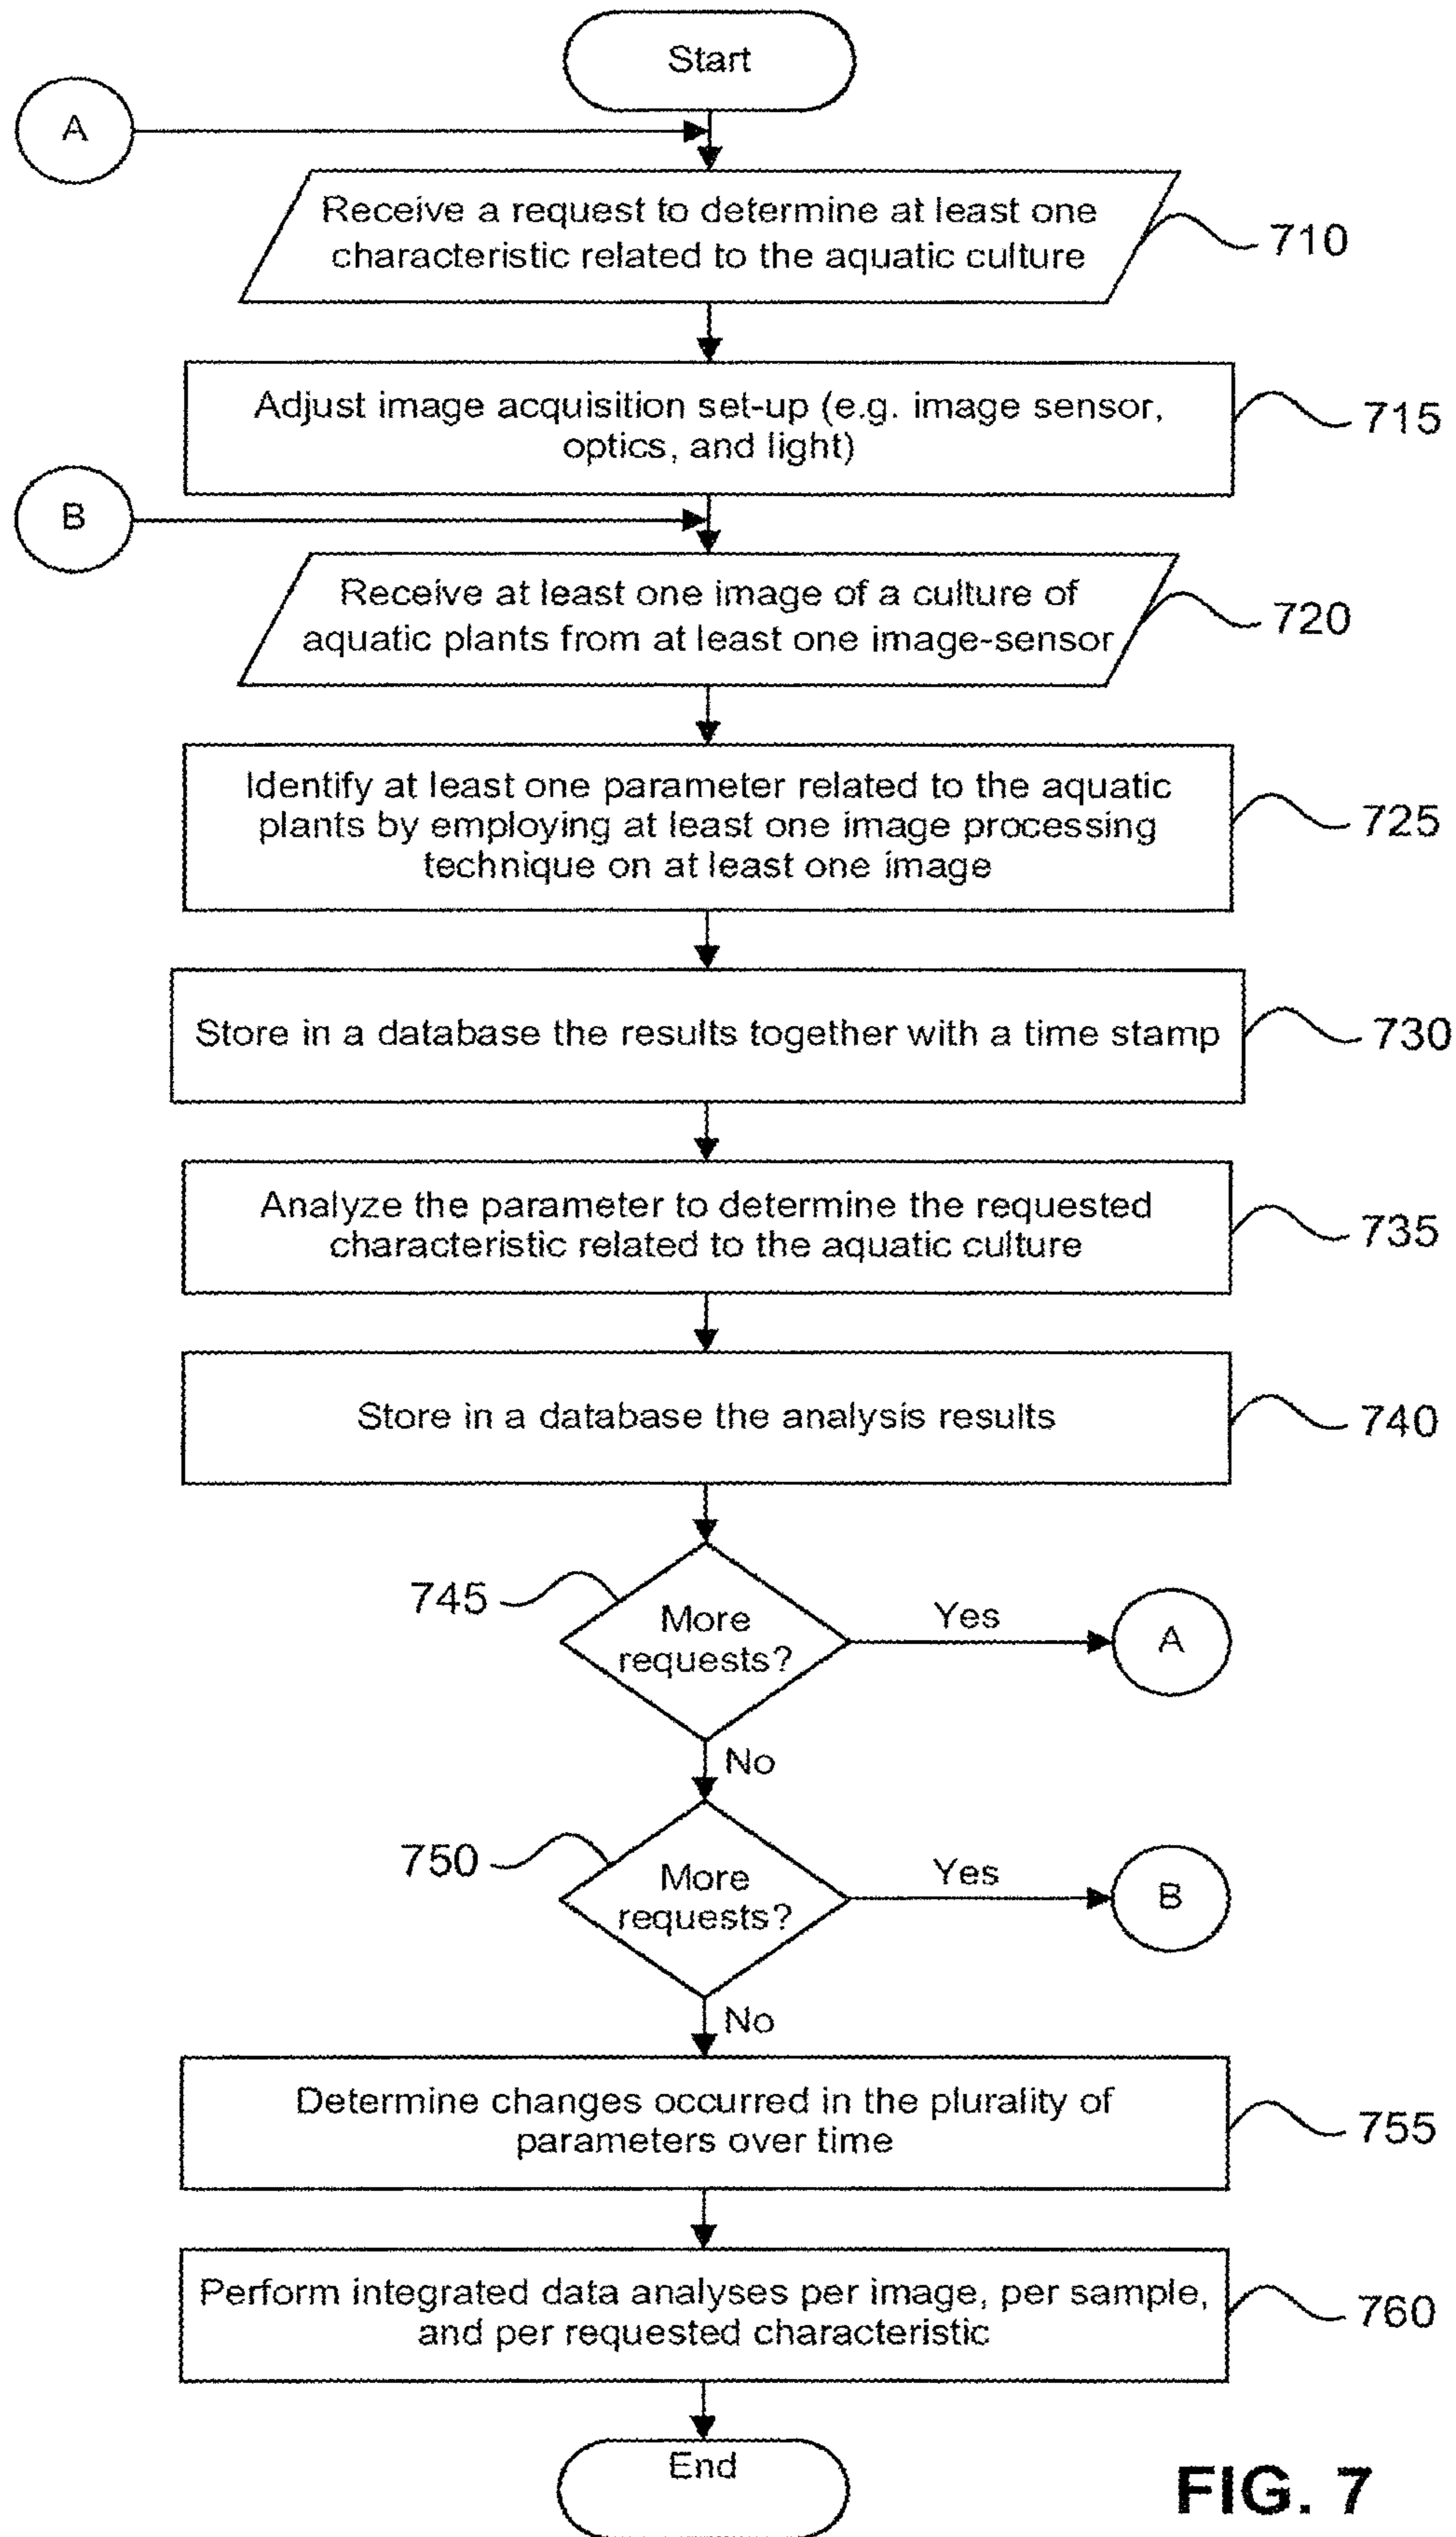 Start
A
Receive a request to determine at least one
characteristic related to the aquatic culture
710
Adjust image acquisition set-up (e.g. image sensor,
optics, and light)
715
B
Receive at least one image of a culture of
aquatic plants from at least one image-sensor
720
Identify at least one parameter related to the aquatic
plants by employing at least one image processing
technique on at least one image
725
Store in a database the results together with a time stamp
730
Analyze the parameter to determine the requested
characteristic related to the aquatic culture
735
Store in a database the analysis results
740
745
More
requests?
Yes
A
No
750
More
requests?
Yes
B
No
Determine changes occurred in the plurality of
parameters over time
755
Perform integrated data analyses per image, per sample,
and per requested characteristic
760
End
FIG. 7